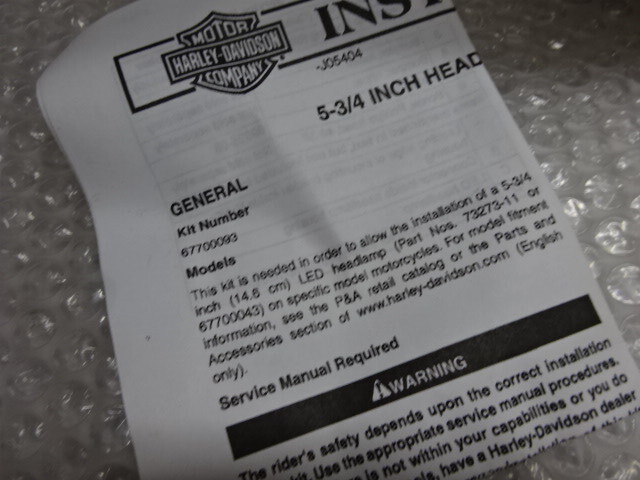 MOTOR
HARLEY-DAVIDSON
COMPANY
INST
-J05404
5-3/4 INCH HEAD
GENERAL
Kit Number
67700093
Models
This kit is needed in order to allow the installation of a 5-3/4
inch (14.6 cm) LED headlamp (Part Nos. 73273-11 or
67700043) on specific model motorcycles. For model fitment
information, see the P&A retail catalog or the Parts and
Accessories section of www.harley-davidson.com (English
only).
Service Manual Required
WARNING
The rider's safety depends upon the correct installation
kit. Use the appropriate service manual procedures.
is not within your capabilities or you do
have a Harley-Davidson dealer